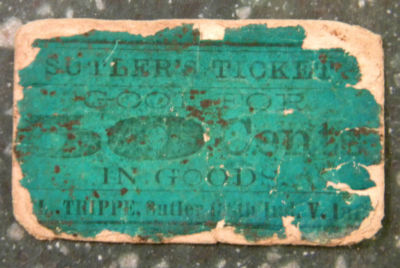 SUTLER'S TICKET.
GOOD FOR
Cents
IN GOODS.
TRIPPE, Sutler